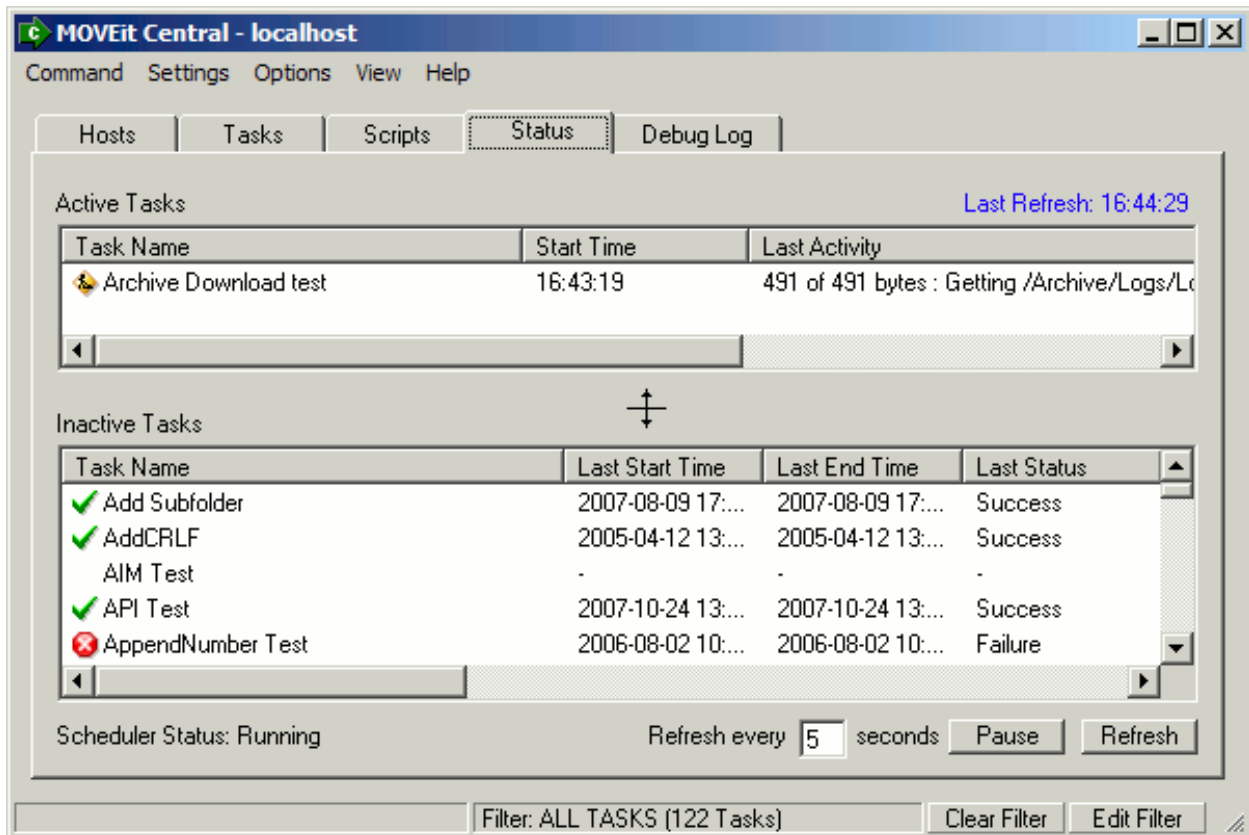 MOVEit Central - localhost
Command Settings Options View Help
Hosts Tasks Scripts Status Debug Log
Active Tasks Last Refresh: 16:44:29
Task Name Start Time Last Activity
Archive Download test 16:43:19 491 of 491 bytes : Getting /Archive/Logs/Lo
Inactive Tasks
Task Name Last Start Time Last End Time Last Status
Add Subfolder 2007-08-09 17:... 2007-08-09 17:... Success
AddCRLF 2005-04-12 13:... 2005-04-12 13:... Success
AIM Test - - -
API Test 2007-10-24 13:... 2007-10-24 13:... Success
AppendNumber Test 2006-08-02 10:... 2006-08-02 10:... Failure
Scheduler Status: Running Refresh every 5 seconds Pause Refresh
Filter: ALL TASKS (122 Tasks) Clear Filter Edit Filter